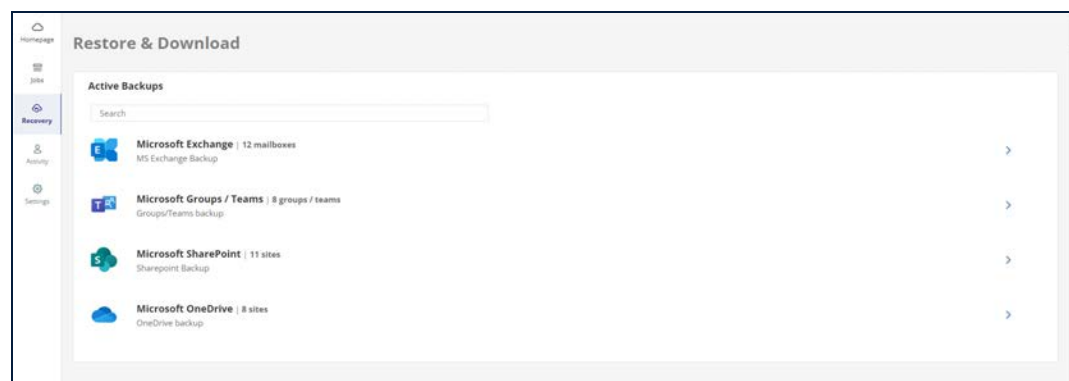 Homepage
Restore & Download
Jobs
Active Backups
Recovery
Search
Microsoft Exchange | 12 mailboxes
MS Exchange Backup
Activity
Settings
Microsoft Groups / Teams | 8 groups / teams
Groups/Teams backup
Microsoft SharePoint | 11 sites
Sharepoint Backup
Microsoft OneDrive | 8 sites
OneDrive backup
E
T
S